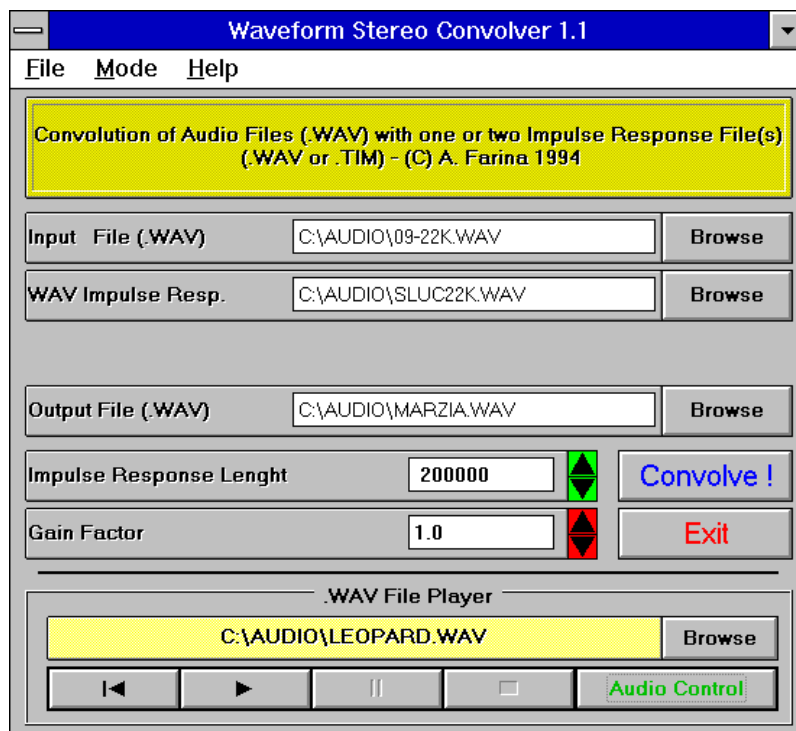 Waveform Stereo Convolver 1.1
File Mode Help
Convolution of Audio Files (.WAV) with one or two Impulse Response File(s)
(.WAV or .TIM) - (C) A. Farina 1994
Input File (.WAV) C:\AUDIO\09-22K.WAV Browse
WAV Impulse Resp. C:\AUDIO\SLUC22K.WAV Browse
Output File (.WAV) C:\AUDIO\MARZIA.WAV Browse
Impulse Response Lenght 200000 Convolve !
Gain Factor 1.0 Exit
.WAV File Player
C:\AUDIO\LEOPARD.WAV Browse
Audio Control